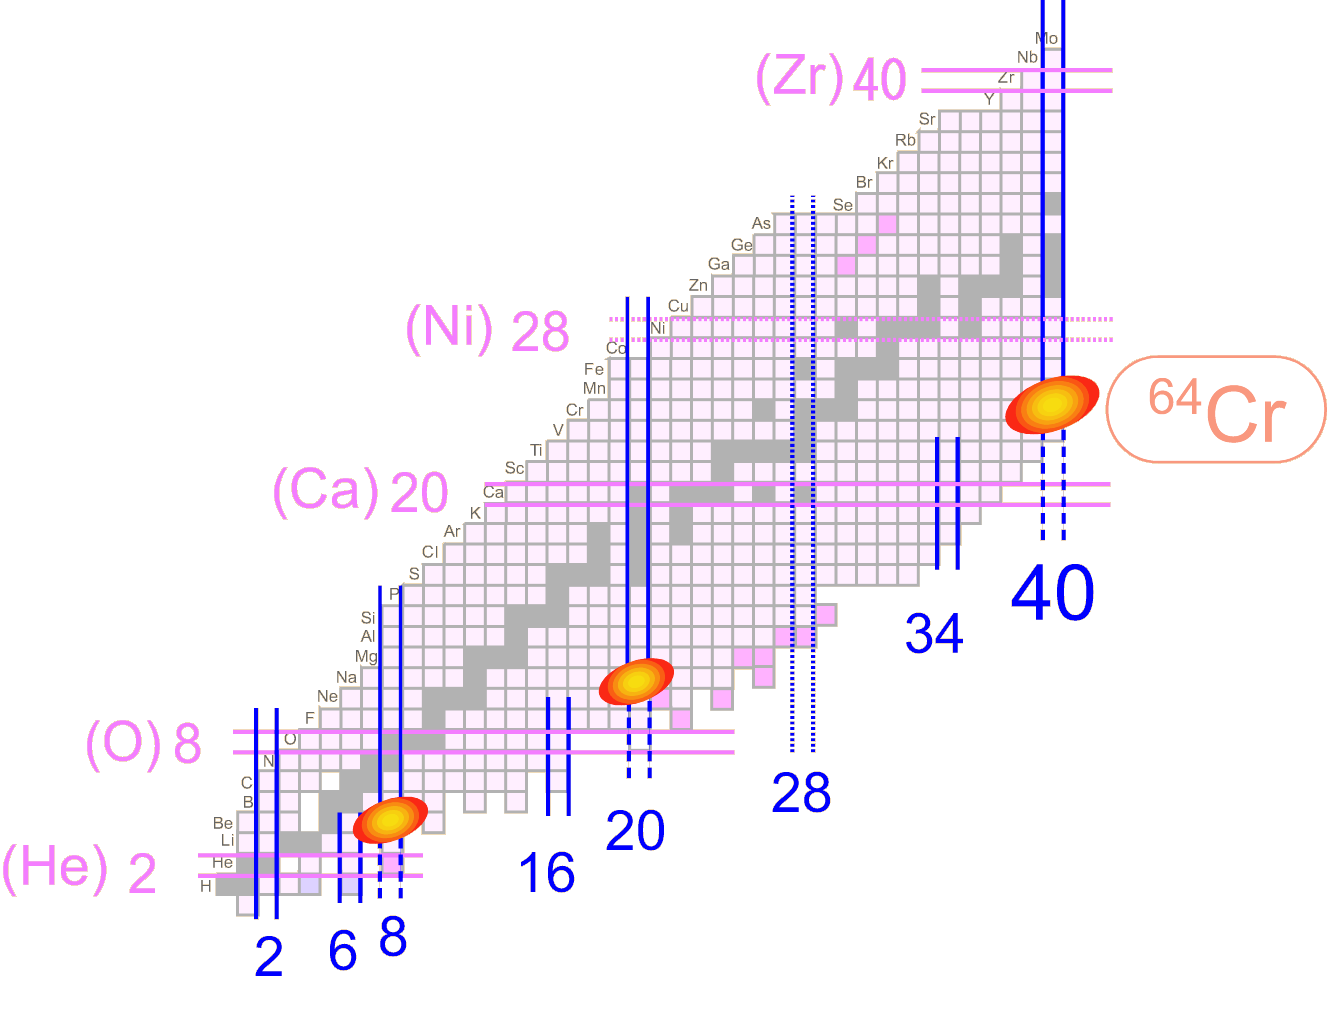 Mo
Nb
(Zr) 40
Zr
Y
Sr
Rb
Kr
Br
Se
As
Ge
Ga
Zn
Cu
(Ni) 28
Ni
Co
Fe
Mn
64Cr
Cr
V
Ti
Sc
(Ca) 20
Ca
K
Ar
Cl
S
P
40
Si
34
Al
Mg
Na
Ne
F
(O) 8
O
N
C
28
B
Be
20
Li
(He) 2
He
16
H
8
6
2